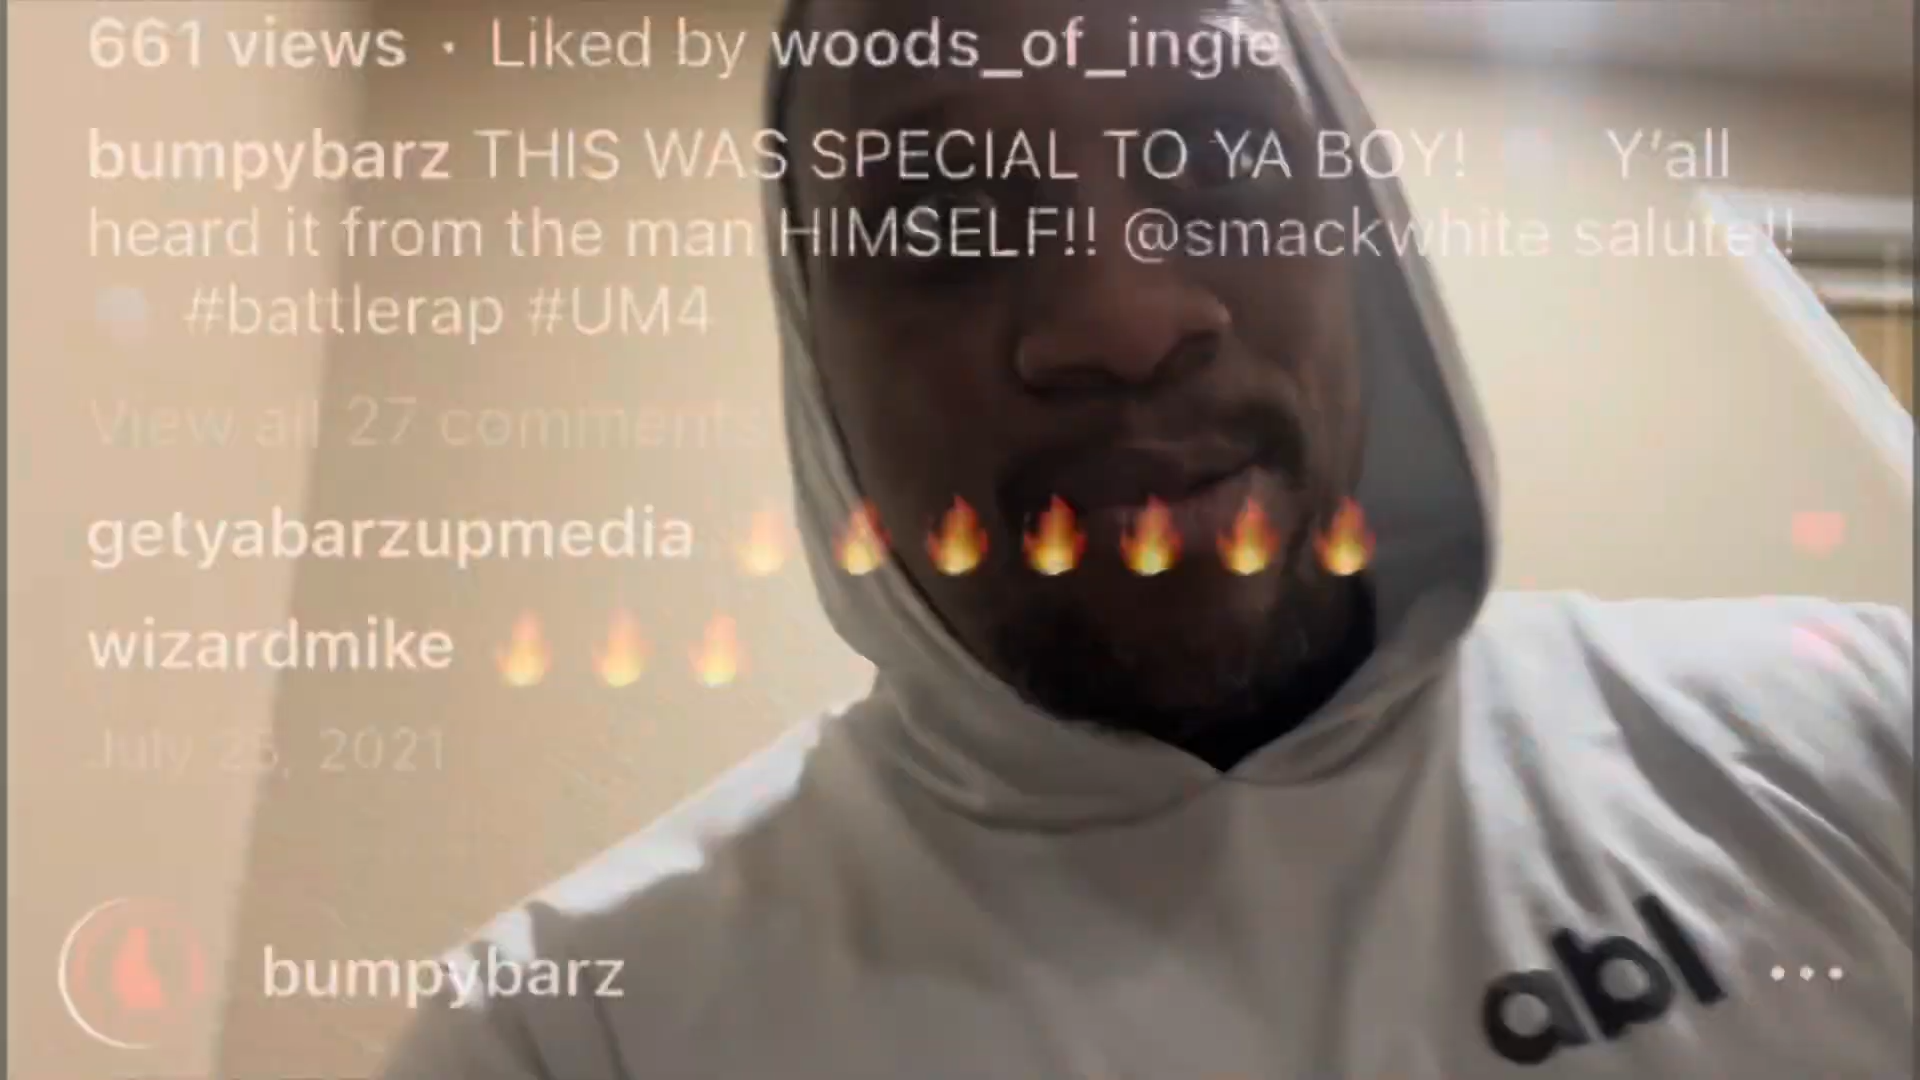 661 views · Liked by woods_of_ingle
bumpybarz THIS WAS SPECIAL TO YA BOY! Y'all
heard it from the man HIMSELF!! @smackwhite salute!!
#battlerap #UM4
View all 27 comments
getyabarzupmedia 🔥🔥🔥🔥🔥🔥🔥
wizardmike 🔥🔥🔥
July 25, 2021
bumpybarz
abl